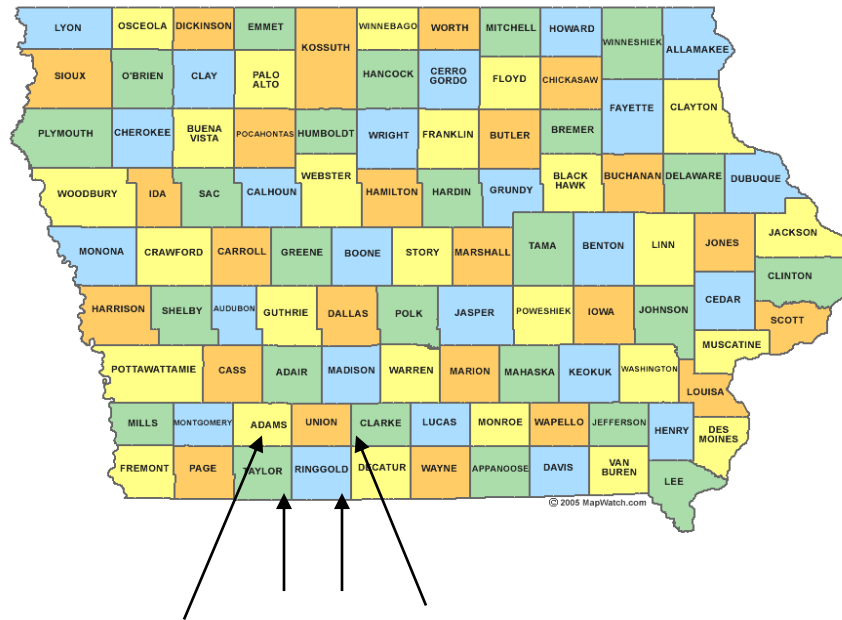 LYON
OSCEOLA
DICKINSON
EMMET
KOSSUTH
WINNEBAGO
WORTH
MITCHELL
HOWARD
WINNESHIEK
ALLAMAKEE
SIOUX
O'BRIEN
CLAY
PALO
ALTO
HANCOCK
CERRO
GORDO
FLOYD
CHICKASAW
FAYETTE
CLAYTON
PLYMOUTH
CHEROKEE
BUENA
VISTA
POCAHONTAS
HUMBOLDT
WRIGHT
FRANKLIN
BUTLER
BREMER
WOODBURY
IDA
SAC
CALHOUN
WEBSTER
HAMILTON
HARDIN
GRUNDY
BLACK
HAWK
BUCHANAN
DELAWARE
DUBUQUE
MONONA
CRAWFORD
CARROLL
GREENE
BOONE
STORY
MARSHALL
TAMA
BENTON
LINN
JONES
JACKSON
CLINTON
HARRISON
SHELBY
AUDUBON
GUTHRIE
DALLAS
POLK
JASPER
POWESHIEK
IOWA
JOHNSON
CEDAR
SCOTT
MUSCATINE
POTTAWATTAMIE
CASS
ADAIR
MADISON
WARREN
MARION
MAHASKA
KEOKUK
WASHINGTON
LOUISA
MILLS
MONTGOMERY
ADAMS
UNION
CLARKE
LUCAS
MONROE
WAPELLO
JEFFERSON
HENRY
DES
MOINES
FREMONT
PAGE
TAYLOR
RINGGOLD
DECATUR
WAYNE
APPANOOSE
DAVIS
VAN
BUREN
LEE
© 2005 MapWatch.com